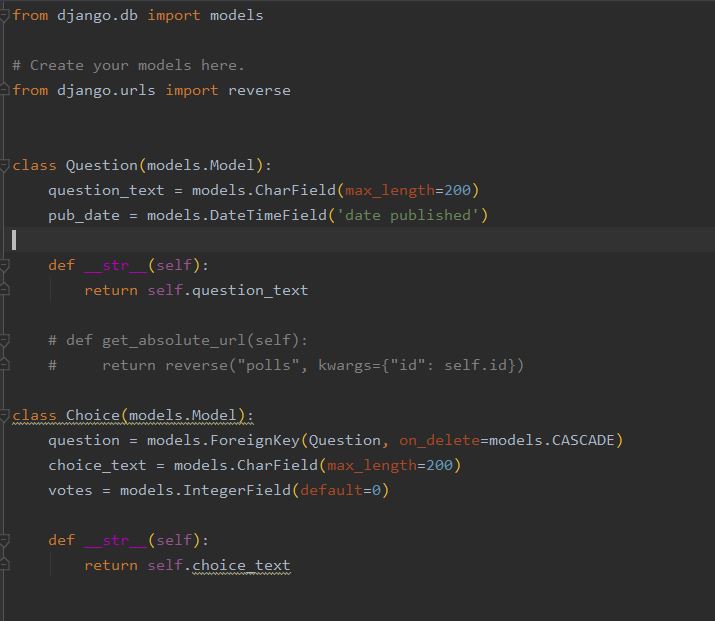 from django.db import models
# Create your models here.
from django.urls import reverse
class Question(models.Model):
    question_text = models.CharField(max_length=200)
    pub_date = models.DateTimeField('date published')
    def __str__(self):
        return self.question_text
    # def get_absolute_url(self):
    #     return reverse("polls", kwargs={"id": self.id})
class Choice(models.Model):
    question = models.ForeignKey(Question, on_delete=models.CASCADE)
    choice_text = models.CharField(max_length=200)
    votes = models.IntegerField(default=0)
    def __str__(self):
        return self.choice_text